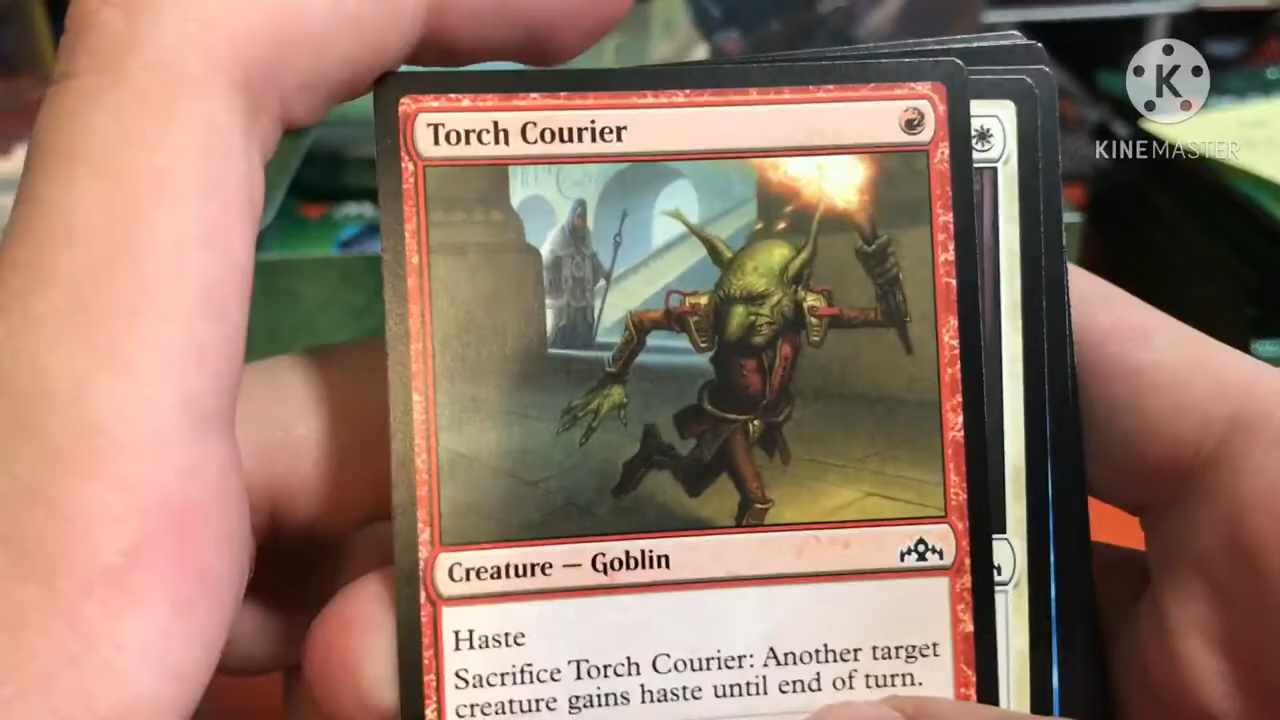 Torch Courier
K
KINEMASTER
Creature — Goblin
Haste
Sacrifice Torch Courier: Another target
creature gains haste until end of turn.